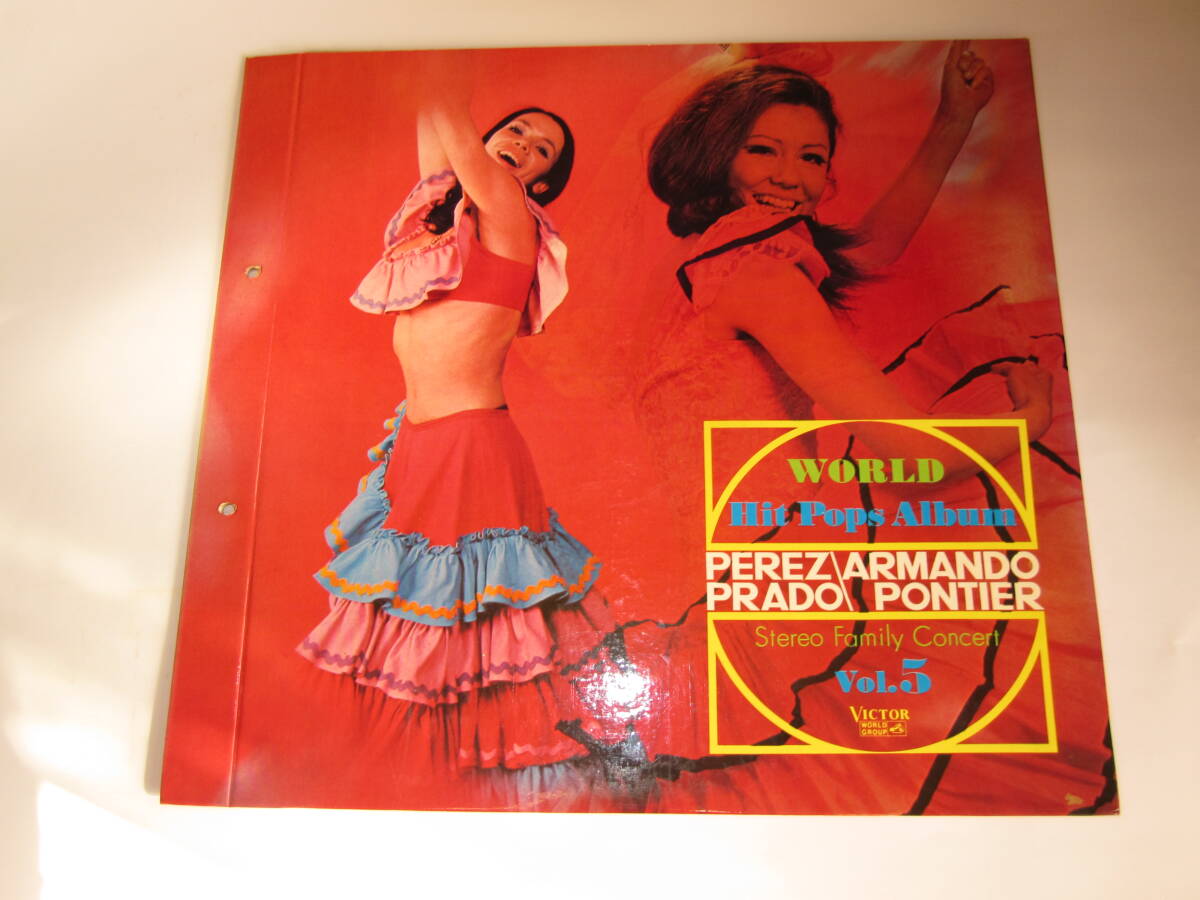 WORLD
Hit Pops Album
PEREZ\ARMANDO
PRADO\PONTIER
Stereo Family Concert
Vol.5
VICTOR
WORLD
GROUP